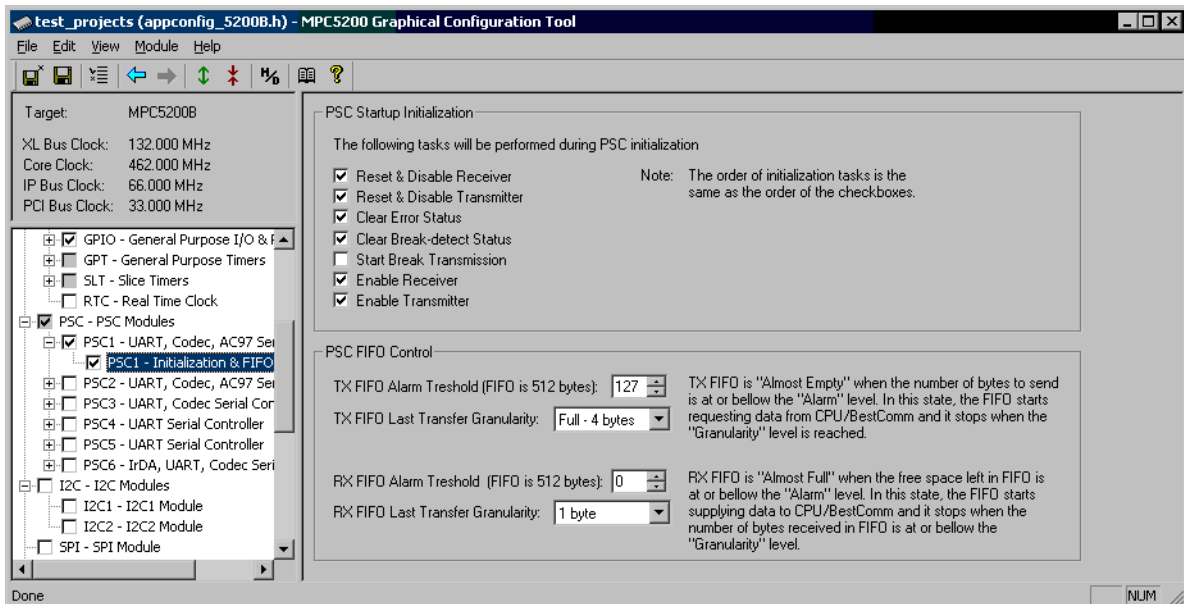 test_projects (appconfig_5200B.h) - MPC5200 Graphical Configuration Tool
File Edit View Module Help
Target: MPC5200B
XL Bus Clock: 132.000 MHz
Core Clock: 462.000 MHz
IP Bus Clock: 66.000 MHz
PCI Bus Clock: 33.000 MHz
GPIO - General Purpose I/O &
GPT - General Purpose Timers
SLT - Slice Timers
RTC - Real Time Clock
PSC - PSC Modules
PSC1 - UART, Codec, AC97 Ser
PSC1 - Initialization & FIFO
PSC2 - UART, Codec, AC97 Ser
PSC3 - UART, Codec Serial Con
PSC4 - UART Serial Controller
PSC5 - UART Serial Controller
PSC6 - IrDA, UART, Codec Seri
I2C - I2C Modules
I2C1 - I2C1 Module
I2C2 - I2C2 Module
SPI - SPI Module
PSC Startup Initialization
The following tasks will be performed during PSC initialization
Reset & Disable Receiver
Reset & Disable Transmitter
Clear Error Status
Clear Break-detect Status
Start Break Transmission
Enable Receiver
Enable Transmitter
Note: The order of initialization tasks is the
same as the order of the checkboxes.
PSC FIFO Control
TX FIFO Alarm Treshold (FIFO is 512 bytes): 127
TX FIFO Last Transfer Granularity: Full - 4 bytes
TX FIFO is "Almost Empty" when the number of bytes to send
is at or bellow the "Alarm" level. In this state, the FIFO starts
requesting data from CPU/BestComm and it stops when the
"Granularity" level is reached.
RX FIFO Alarm Treshold (FIFO is 512 bytes): 0
RX FIFO Last Transfer Granularity: 1 byte
RX FIFO is "Almost Full" when the free space left in FIFO is
at or bellow the "Alarm" level. In this state, the FIFO starts
supplying data to CPU/BestComm and it stops when the
number of bytes received in FIFO is at or bellow the
"Granularity" level.
Done
NUM